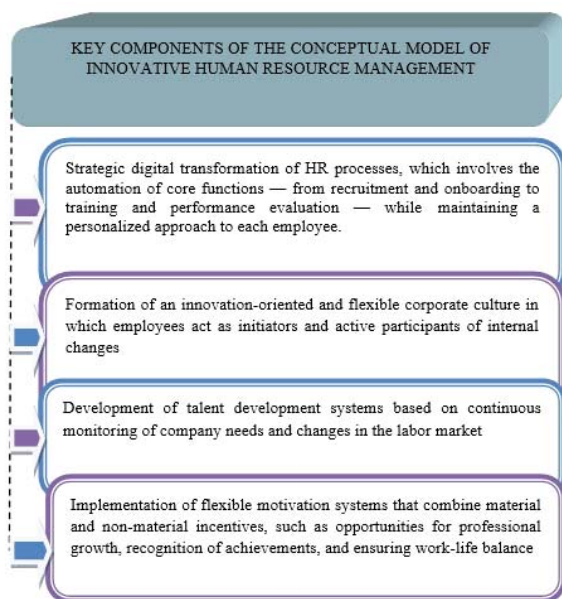 KEY COMPONENTS OF THE CONCEPTUAL MODEL OF
INNOVATIVE HUMAN RESOURCE MANAGEMENT
Strategic digital transformation of HR processes, which involves the
automation of core functions — from recruitment and onboarding to
training and performance evaluation — while maintaining a
personalized approach to each employee.
Formation of an innovation-oriented and flexible corporate culture in
which employees act as initiators and active participants of internal
changes
Development of talent development systems based on continuous
monitoring of company needs and changes in the labor market
Implementation of flexible motivation systems that combine material
and non-material incentives, such as opportunities for professional
growth, recognition of achievements, and ensuring work-life balance